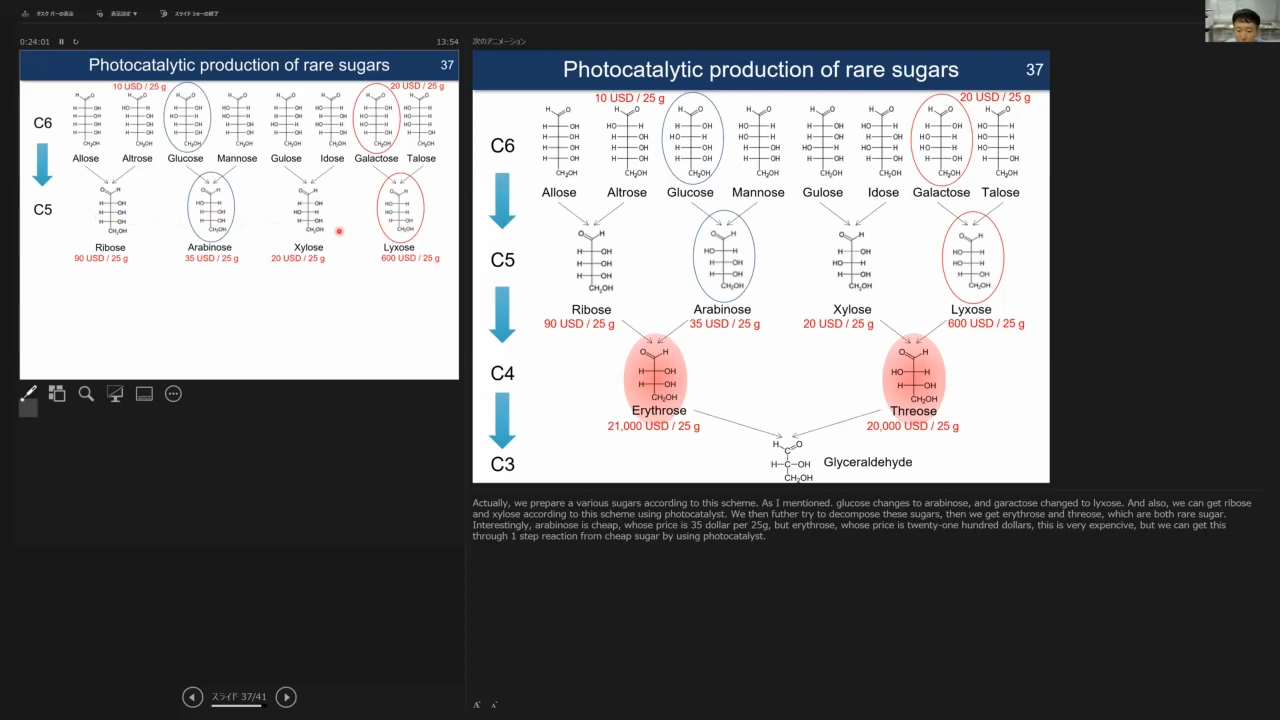 タスク バーの表示 表示設定 ▼ スライド ショーの終了
0:24:01 13:54
Photocatalytic production of rare sugars 37
10 USD / 25 g 20 USD / 25 g
C6
Allose Altrose Glucose Mannose Gulose Idose Galactose Talose
C5
Ribose Arabinose Xylose Lyxose
90 USD / 25 g 35 USD / 25 g 20 USD / 25 g 600 USD / 25 g
スライド 37/41
次のアニメーション
Photocatalytic production of rare sugars 37
10 USD / 25 g 20 USD / 25 g
C6
Allose Altrose Glucose Mannose Gulose Idose Galactose Talose
C5
Ribose Arabinose Xylose Lyxose
90 USD / 25 g 35 USD / 25 g 20 USD / 25 g 600 USD / 25 g
C4
Erythrose Threose
21,000 USD / 25 g 20,000 USD / 25 g
C3
Glyceraldehyde
Actually, we prepare a various sugars according to this scheme. As I mentioned. glucose changes to arabinose, and garactose changed to lyxose. And also, we can get ribose
and xylose according to this scheme using photocatalyst. We then futher try to decompose these sugars, then we get erythrose and threose, which are both rare sugar.
Interestingly, arabinose is cheap, whose price is 35 dollar per 25g, but erythrose, whose price is twenty-one hundred dollars, this is very expencive, but we can get this
through 1 step reaction from cheap sugar by using photocatalyst.